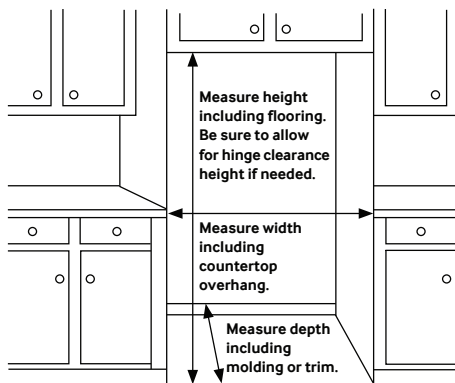 Measure height
including flooring.
Be sure to allow
for hinge clearance
height if needed.
Measure width
including
countertop
overhang.
Measure depth
including
molding or trim.